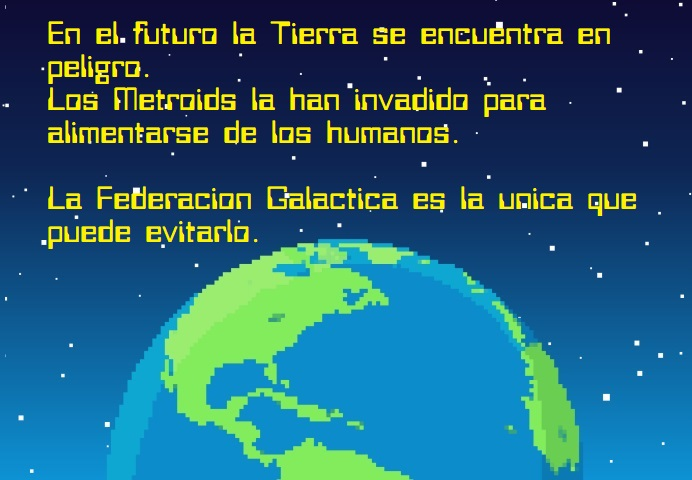 En el futuro la Tierra se encuentra en
peligro.
Los Metroids la han invadido para
alimentarse de los humanos.
La Federacion Galactica es la unica que
puede evitarlo.